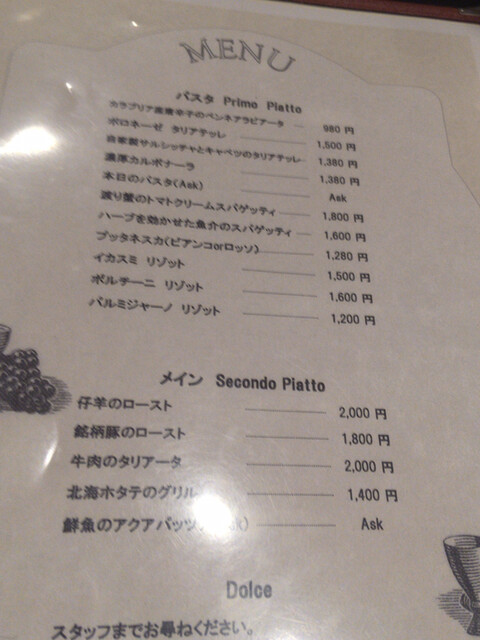 MENU
パスタ Primo Piatto
カラブリア産唐辛子のペンネアラビアータ 980 円
ボロネーゼ タリアテッレ 1,500 円
自家製サルシッチャとキャベツのタリアテッレ 1,380 円
濃厚カルボナーラ 1,380 円
本日のパスタ(Ask) Ask
渡り蟹のトマトクリームスパゲッティ 1,800 円
ハーブを効かせた魚介のスパゲッティ 1,600 円
プッタネスカ(ビアンコorロッソ) 1,280 円
イカスミ リゾット 1,500 円
ポルチーニ リゾット 1,600 円
パルミジャーノ リゾット 1,200 円
メイン Secondo Piatto
仔羊のロースト 2,000 円
銘柄豚のロースト 1,800 円
牛肉のタリアータ 2,000 円
北海ホタテのグリル 1,400 円
鮮魚のアクアパッツ Ask
Dolce
スタッフまでお尋ねください。